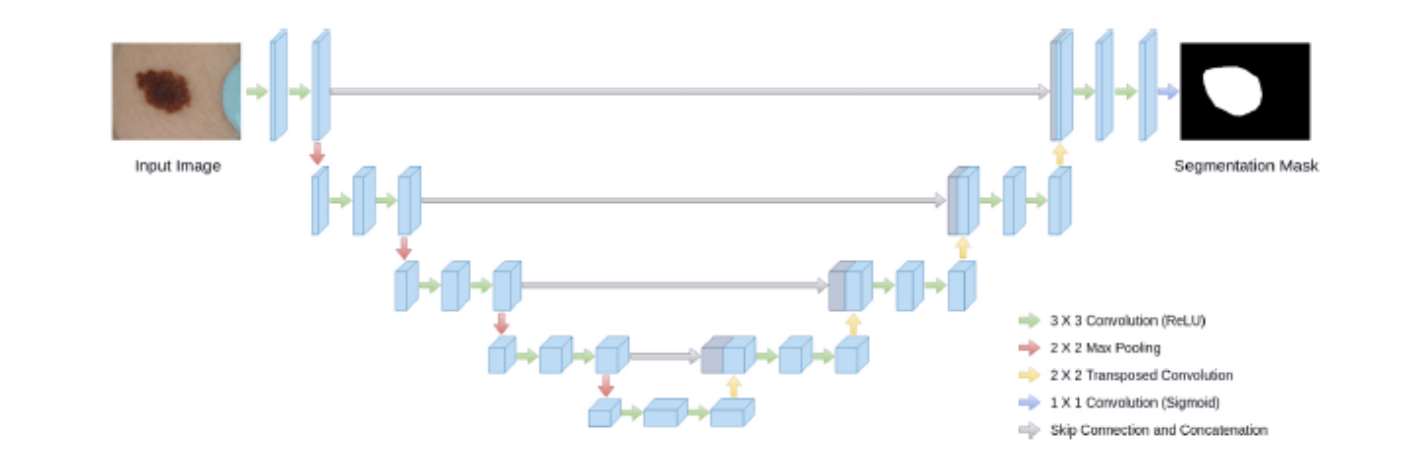 Input Image
Segmentation Mask
3 X 3 Convolution (ReLU)
2 X 2 Max Pooling
2 X 2 Transposed Convolution
1 X 1 Convolution (Sigmoid)
Skip Connection and Concatenation